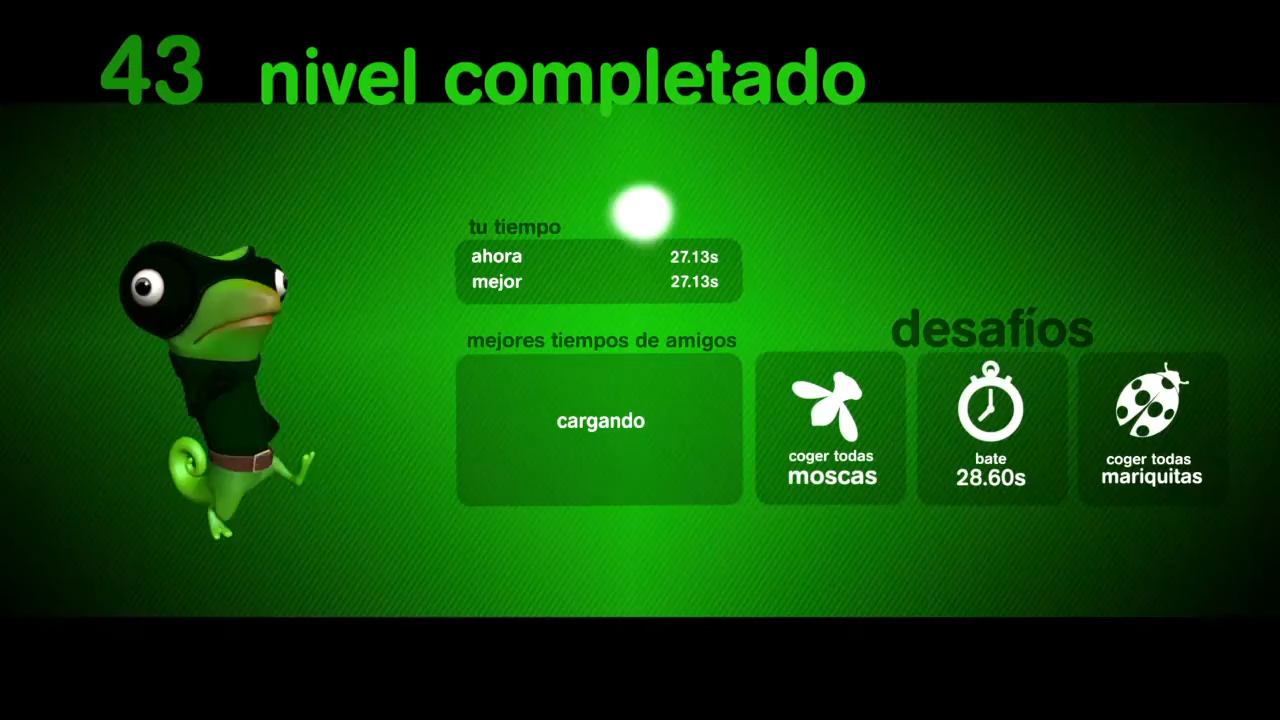 43 nivel completado
tu tiempo
ahora 27.13s
mejor 27.13s
mejores tiempos de amigos
cargando
desafíos
coger todas
moscas
bate
28.60s
coger todas
mariquitas